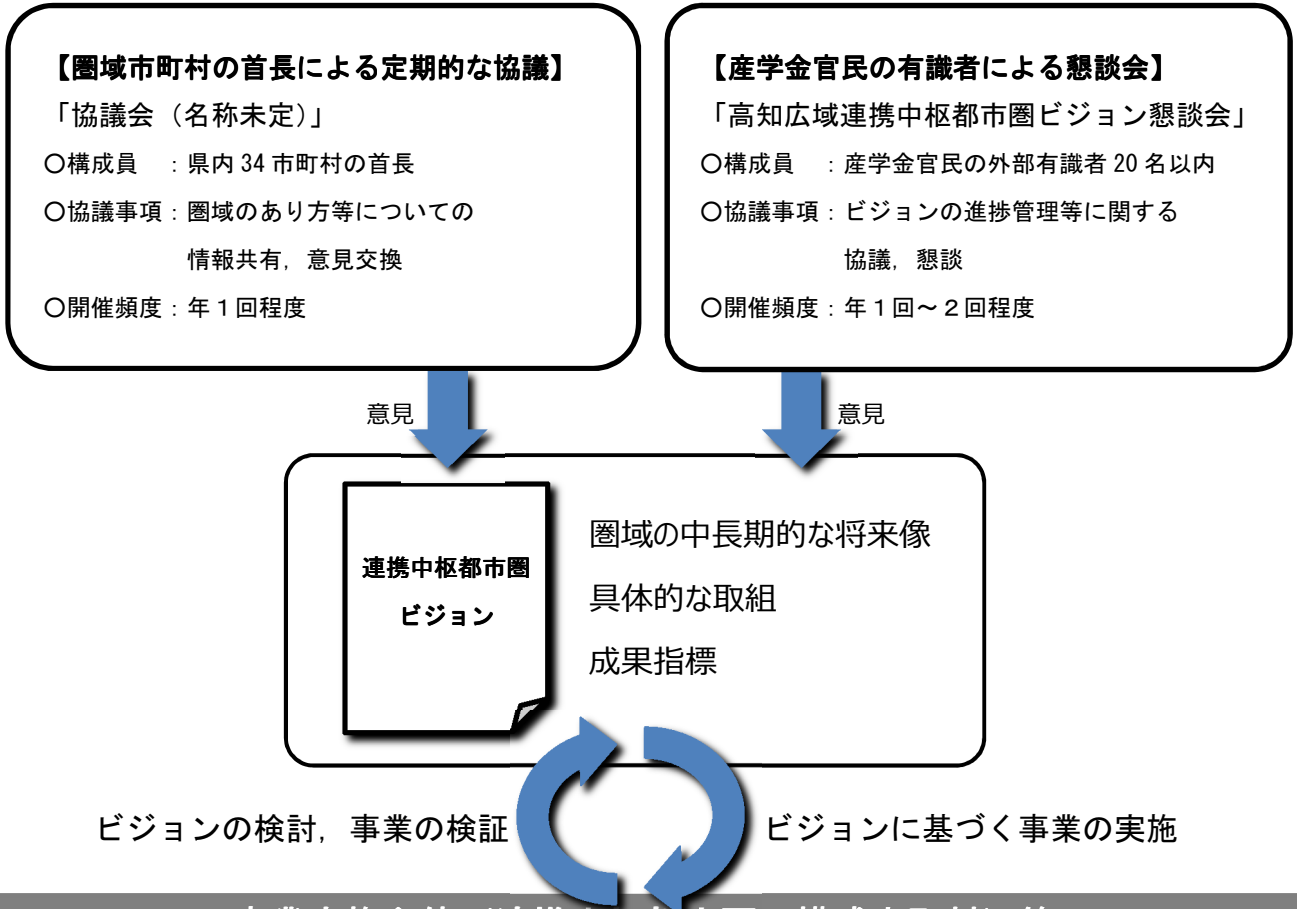 【圏域市町村の首長による定期的な協議】
「協議会（名称未定）」
〇構成員　：県内 34 市町村の首長
〇協議事項：圏域のあり方等についての
情報共有，意見交換
〇開催頻度：年１回程度
【産学金官民の有識者による懇談会】
「高知広域連携中枢都市圏ビジョン懇談会」
〇構成員　：産学金官民の外部有識者 20 名以内
〇協議事項：ビジョンの進捗管理等に関する
協議，懇談
〇開催頻度：年１回～２回程度
意見
意見
連携中枢都市圏
ビジョン
圏域の中長期的な将来像
具体的な取組
成果指標
ビジョンの検討，事業の検証
ビジョンに基づく事業の実施